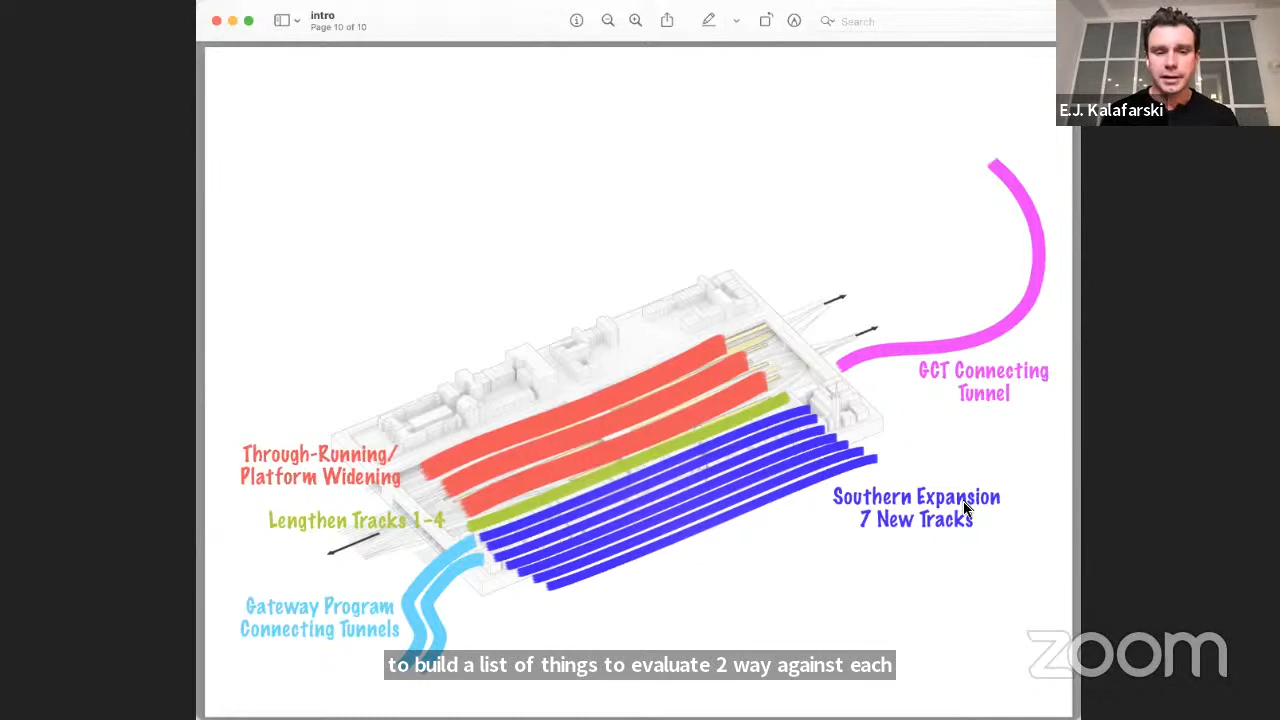 intro
Page 10 of 10
Search
E.J. Kalafarski
GCT Connecting
Tunnel
Through-Running/
Platform Widening
Lengthen Tracks 1-4
Southern Expansion
7 New Tracks
Gateway Program
Connecting Tunnels
to build a list of things to evaluate 2 way against each
zoom